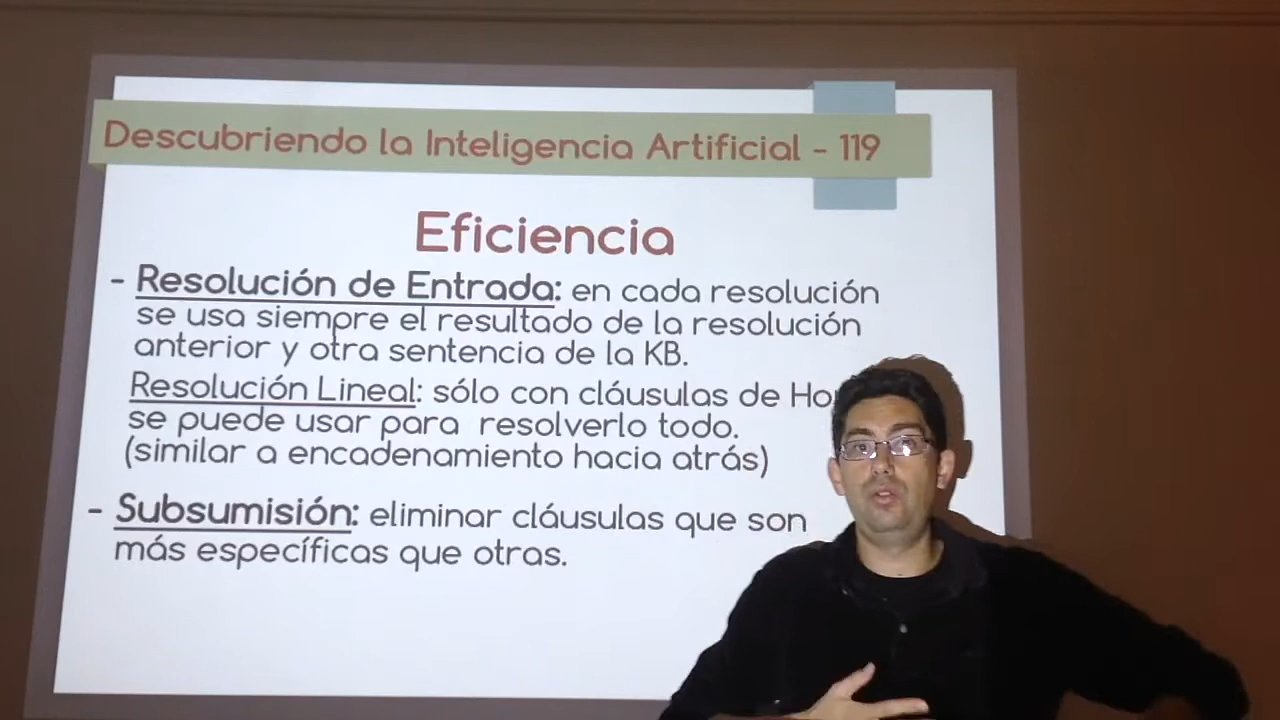 Descubriendo la Inteligencia Artificial - 119
Eficiencia
- Resolución de Entrada: en cada resolución
se usa siempre el resultado de la resolución
anterior y otra sentencia de la KB.
Resolución Lineal: sólo con cláusulas de
se puede usar para resolverlo todo.
(similar a encadenamiento hacia atrás)
- Subsumisión: eliminar cláusulas que son
más específicas que otras.